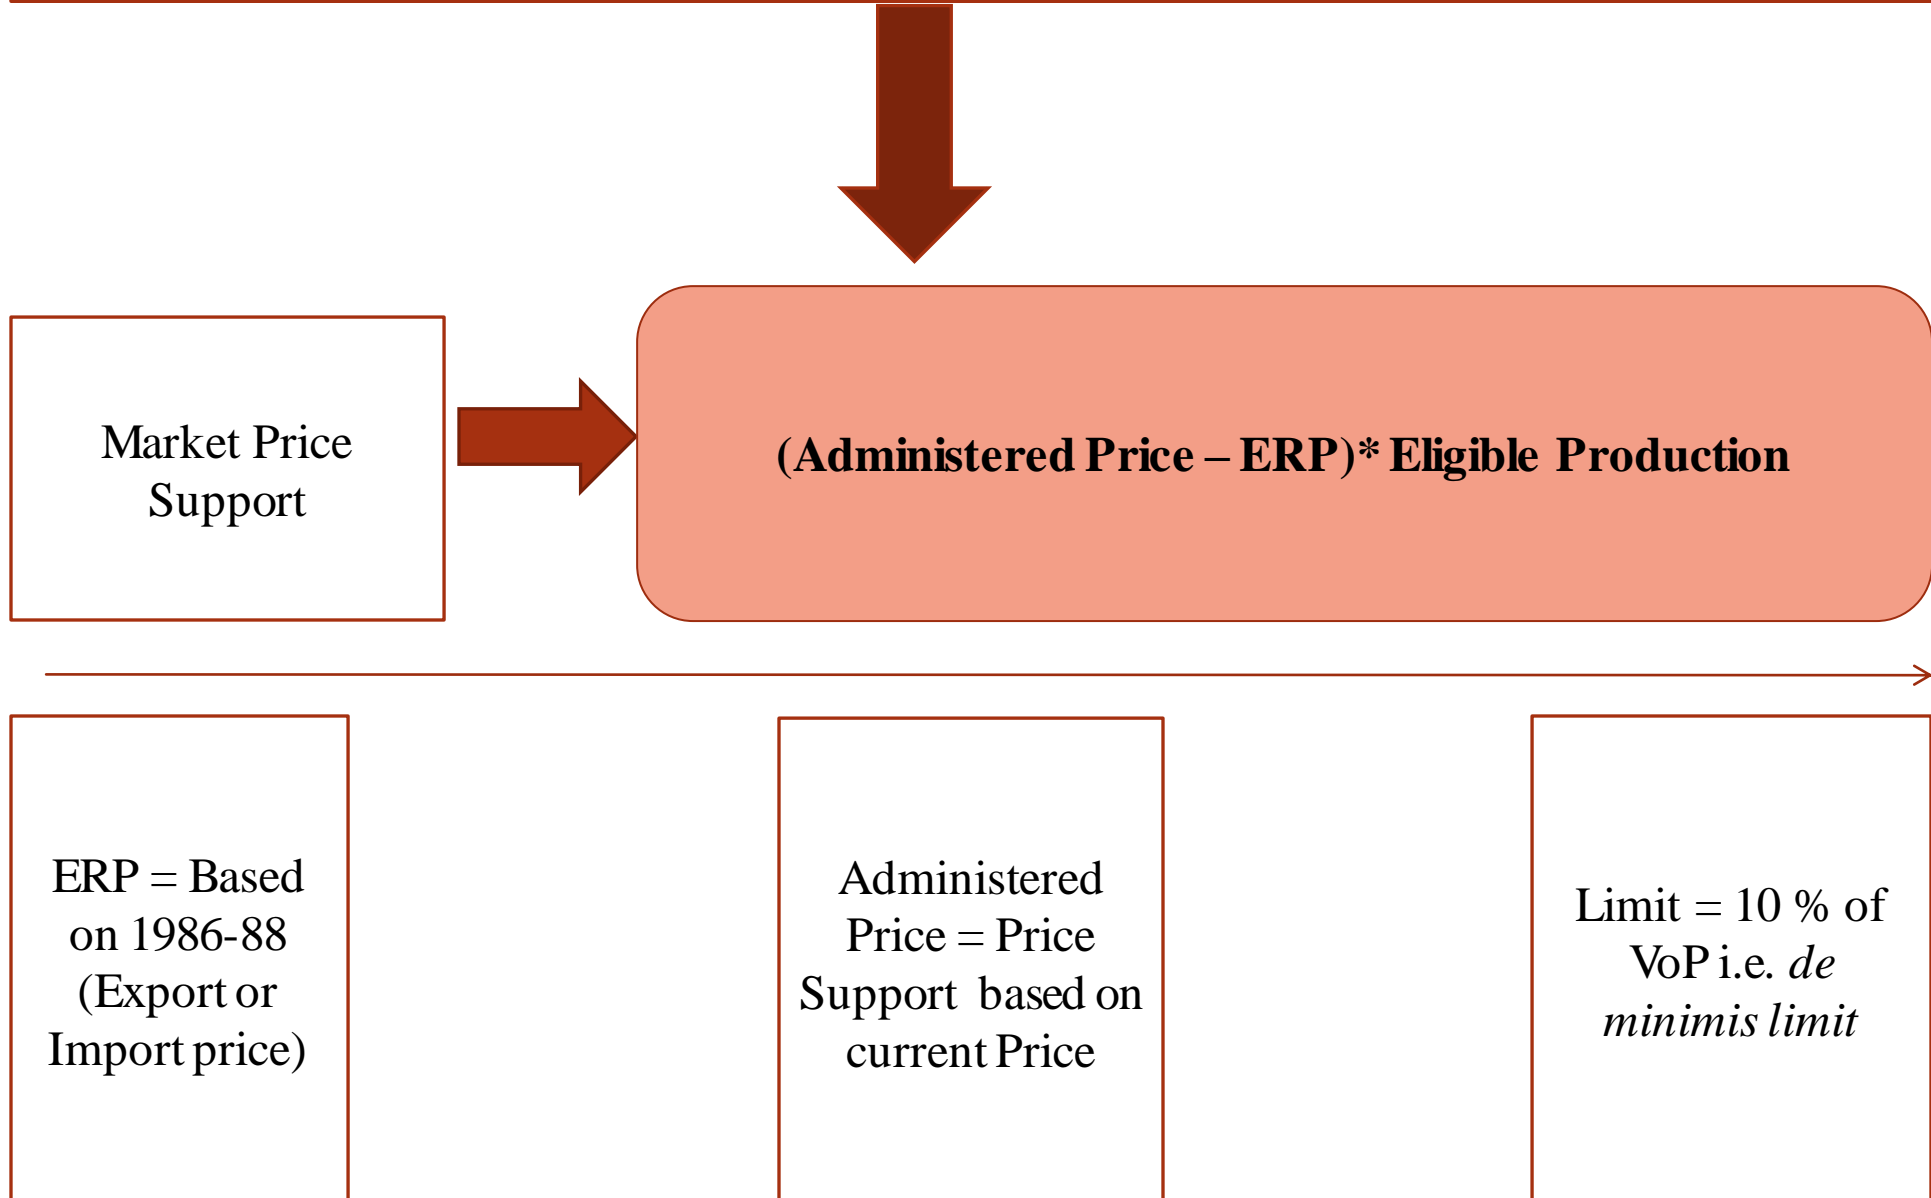 Market Price
Support
(Administered Price – ERP)* Eligible Production
ERP = Based
on 1986-88
(Export or
Import price)
Administered
Price = Price
Support based on
current Price
Limit = 10 % of
VoP i.e. de
minimis limit